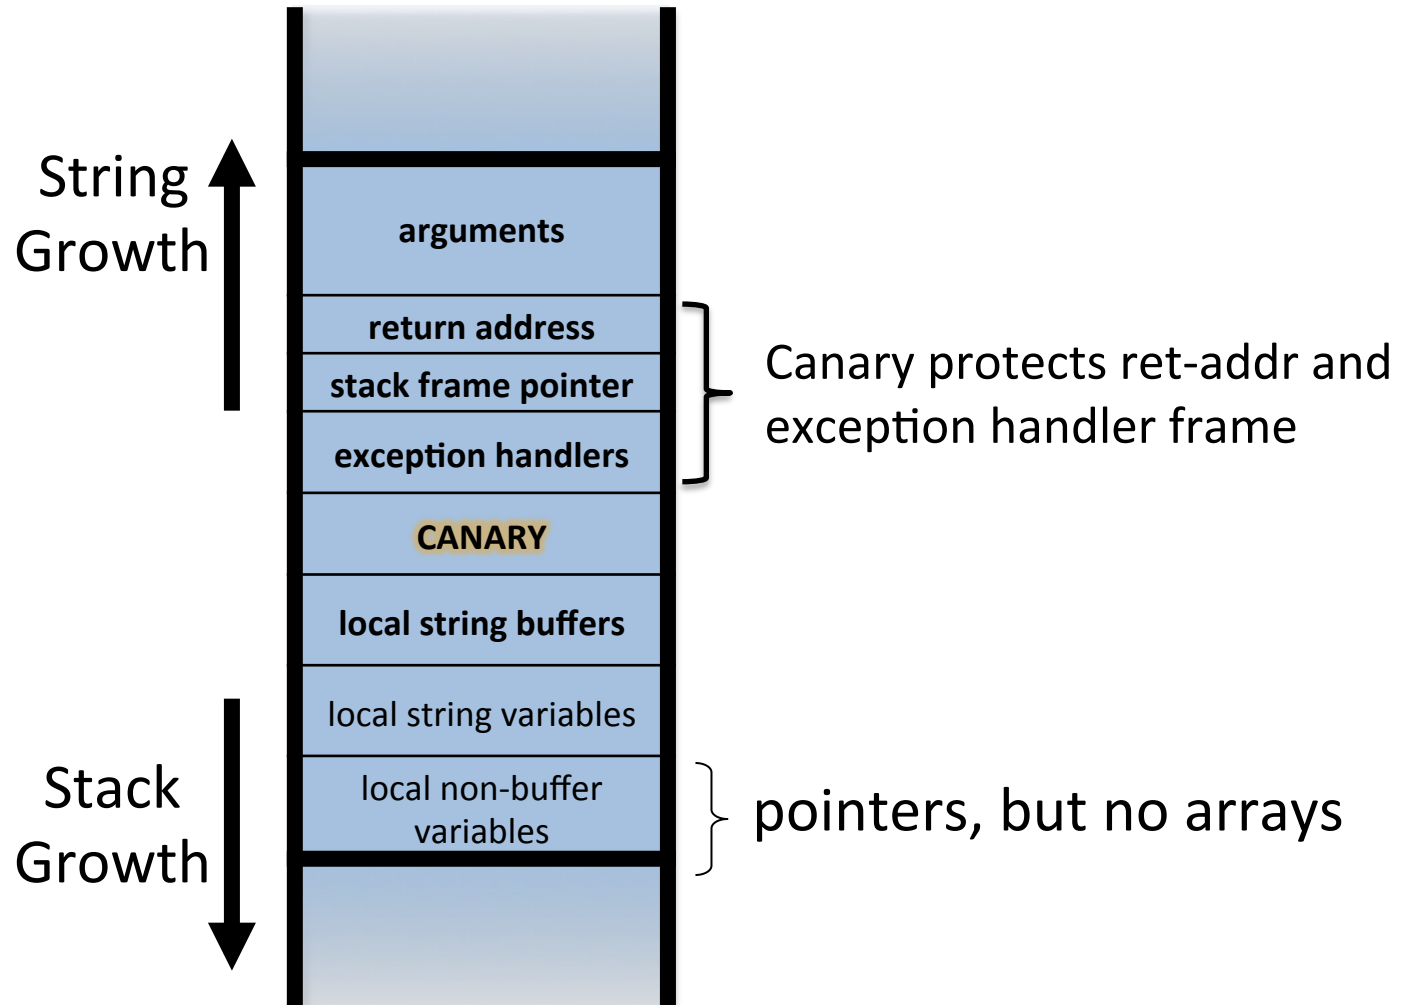 String
Growth
arguments
return address
stack frame pointer
exception handlers
Canary protects ret-addr and
exception handler frame
CANARY
local string buffers
local string variables
local non-buffer
variables
Stack
Growth
pointers, but no arrays